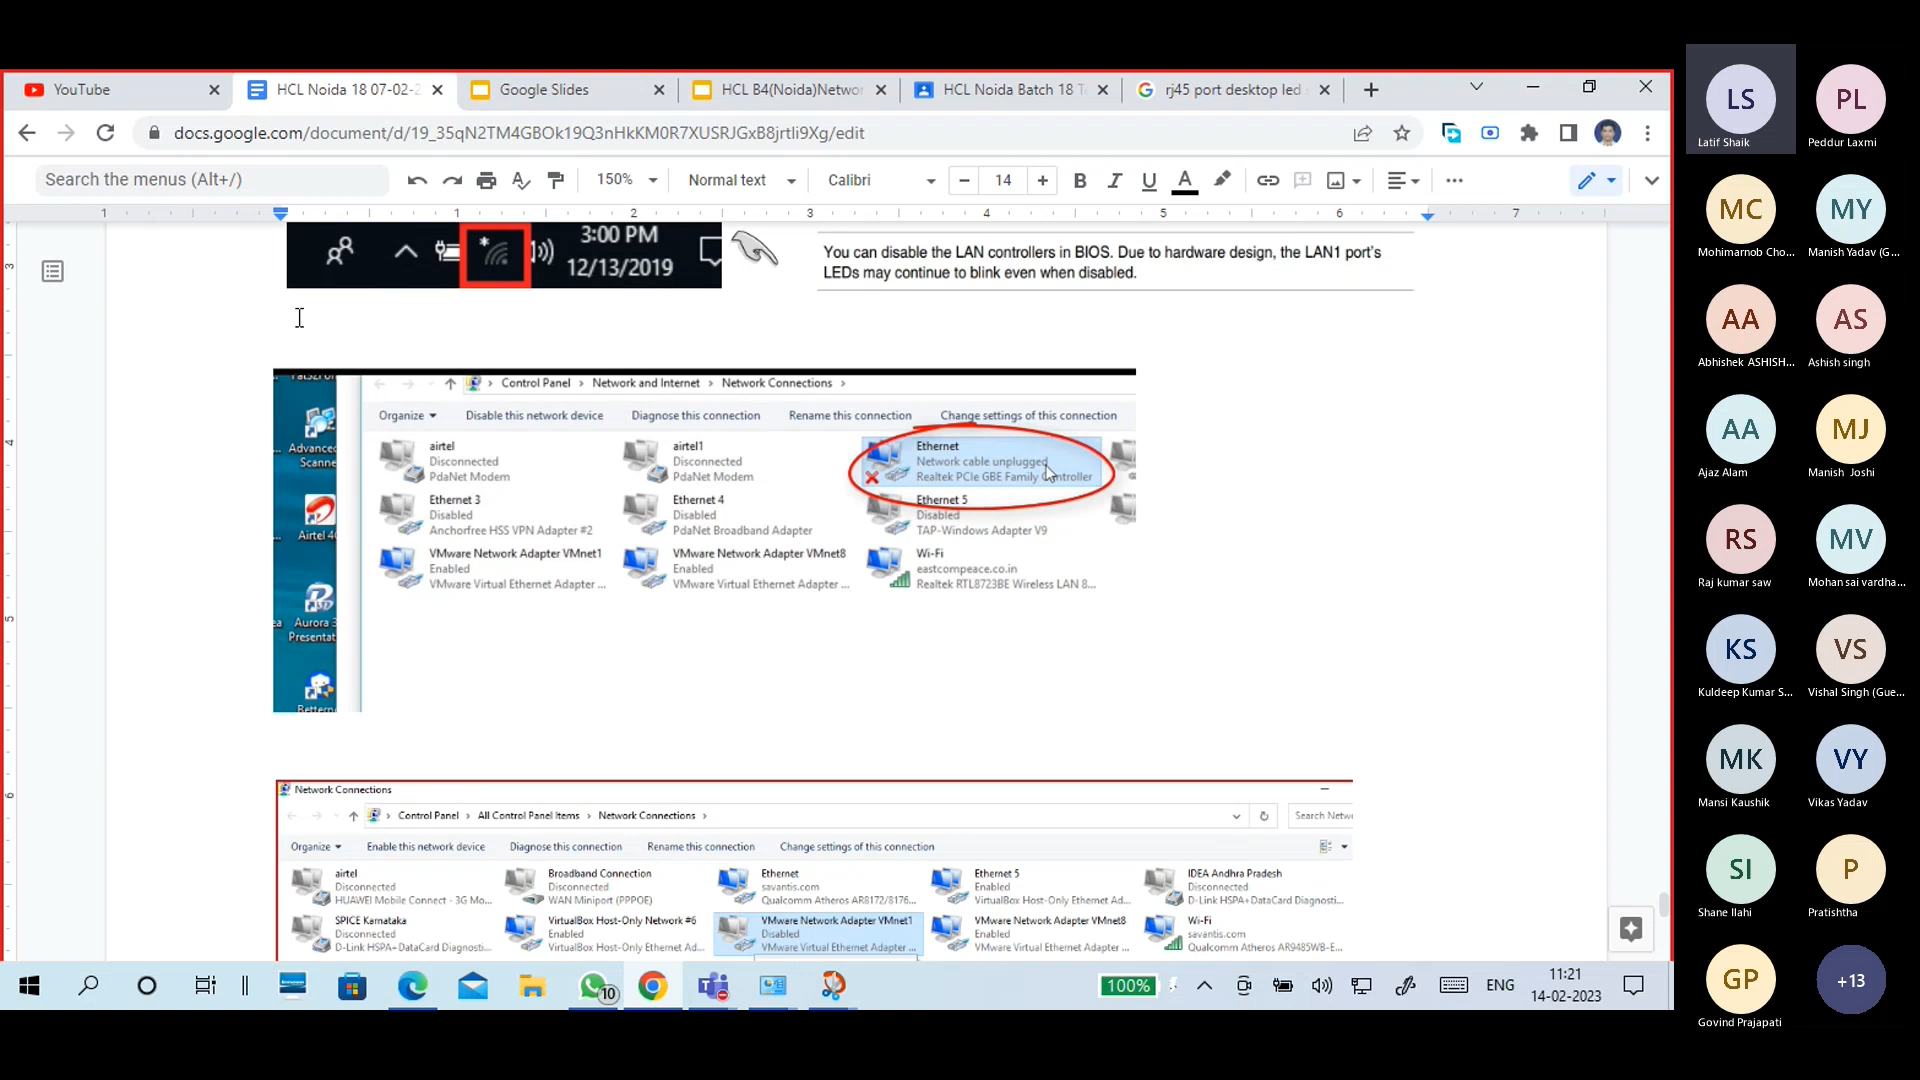 YouTube
HCL Noida 18 07-02-2
Google Slides
HCL B4(Noida)Networ
HCL Noida Batch 18 T
rj45 port desktop led
docs.google.com/document/d/19_35qN2TM4GBOk19Q3nHkKM0R7XUSRJGxB8jrtli9Xg/edit
Search the menus (Alt+/)
150%
Normal text
Calibri
14
B I U A
1 1 2 3 4 5 6 7
3:00 PM
12/13/2019
You can disable the LAN controllers in BIOS. Due to hardware design, the LAN1 port's
LEDs may continue to blink even when disabled.
Control Panel > Network and Internet > Network Connections >
Organize
Disable this network device
Diagnose this connection
Rename this connection
Change settings of this connection
Advanced
Scanne
Airtel 4
Aurora 3
Presentat
Bettern
airtel
Disconnected
PdaNet Modem
airtel1
Disconnected
PdaNet Modem
Ethernet
Network cable unplugged
Realtek PCIe GBE Family Controller
Ethernet 3
Disabled
Anchorfree HSS VPN Adapter #2
Ethernet 4
Disabled
PdaNet Broadband Adapter
Ethernet 5
Disabled
TAP-Windows Adapter V9
VMware Network Adapter VMnet1
Enabled
VMware Virtual Ethernet Adapter ...
VMware Network Adapter VMnet8
Enabled
VMware Virtual Ethernet Adapter ...
Wi-Fi
eastcompeace.co.in
Realtek RTL8723BE Wireless LAN 8...
3
4
5
6
Network Connections
Control Panel > All Control Panel Items > Network Connections >
Search Netw
Organize
Enable this network device
Diagnose this connection
Rename this connection
Change settings of this connection
airtel
Disconnected
HUAWEI Mobile Connect - 3G Mo...
Broadband Connection
Disconnected
WAN Miniport (PPPOE)
Ethernet
savantis.com
Qualcomm Atheros AR8172/8176...
Ethernet 5
Enabled
VirtualBox Host-Only Ethernet Ad...
IDEA Andhra Pradesh
Disconnected
D-Link HSPA+DataCard Diagnosti...
SPICE Karnataka
Disconnected
D-Link HSPA+DataCard Diagnosti...
VirtualBox Host-Only Network #6
Enabled
VirtualBox Host-Only Ethernet Ad...
VMware Network Adapter VMnet1
Disabled
VMware Virtual Ethernet Adapter ...
VMware Network Adapter VMnet8
Enabled
VMware Virtual Ethernet Adapter ...
Wi-Fi
savantis.com
Qualcomm Atheros AR9485WB-E...
10
100%
ENG
11:21
14-02-2023
LS
Latif Shaik
PL
Peddur Laxmi
MC
Mohimarnob Cho...
MY
Manish Yadav (G...
AA
Abhishek ASHISH...
AS
Ashish singh
AA
Ajaz Alam
MJ
Manish Joshi
RS
Raj kumar saw
MV
Mohan sai vardha...
KS
Kuldeep Kumar S...
VS
Vishal Singh (Gue...
MK
Mansi Kaushik
VY
Vikas Yadav
SI
Shane Ilahi
P
Pratishtha
GP
Govind Prajapati
+13